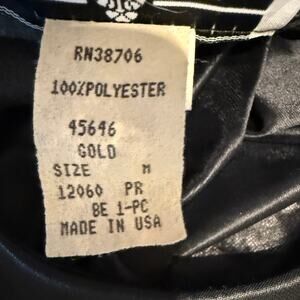 RN38706
100%POLYESTER
45646
GOLD
SIZE M
12060 PR
BE 1-PC
MADE IN USA